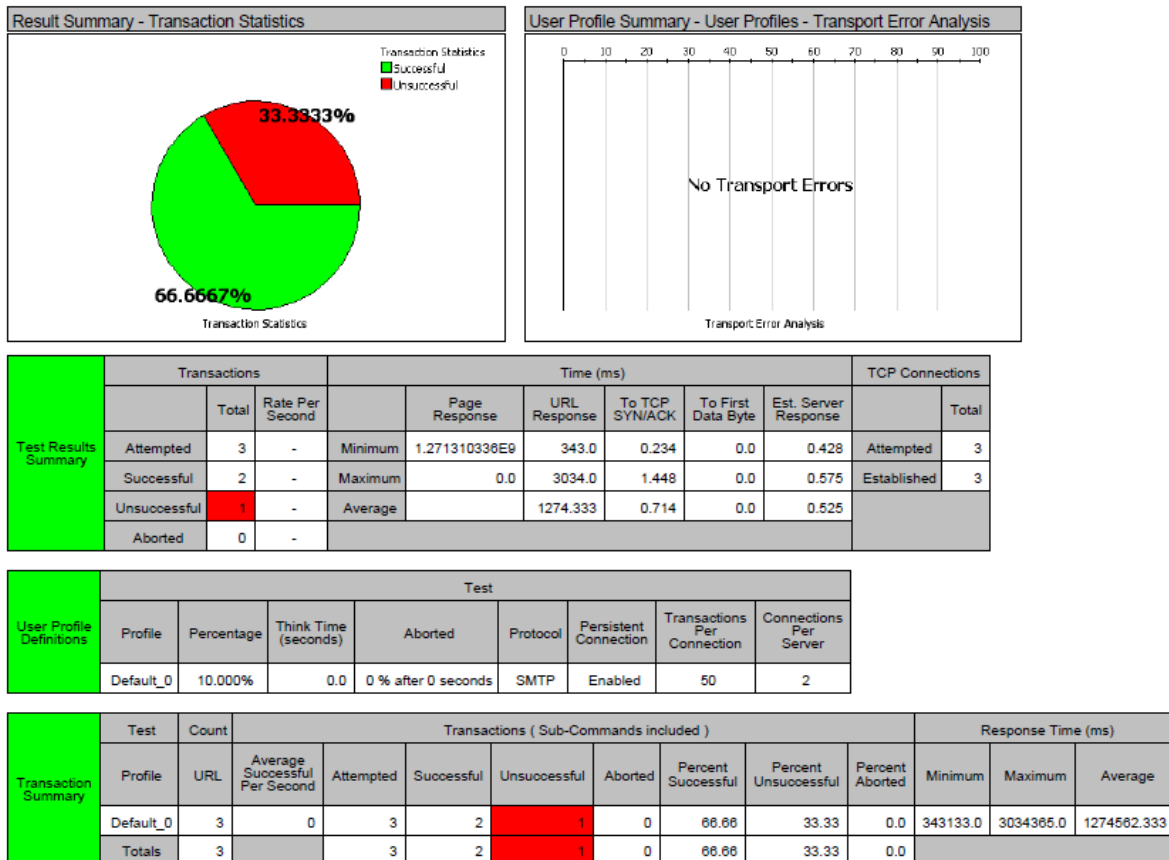 Result Summary - Transaction Statistics
Transaction Statistics
Successful
Unsuccessful
33.3333%
66.6667%
Transaction Statistics
User Profile Summary - User Profiles - Transport Error Analysis
0 10 20 30 40 50 60 70 80 90 100
No Transport Errors
Transport Error Analysis
Test Results Summary
Transactions Time (ms) TCP Connections
Total Rate Per Second Page Response URL Response To TCP SYN/ACK To First Data Byte Est. Server Response Total
Attempted 3 - Minimum 1.271310336E9 343.0 0.234 0.0 0.428 Attempted 3
Successful 2 - Maximum 0.0 3034.0 1.448 0.0 0.575 Established 3
Unsuccessful 1 - Average 1274.333 0.714 0.0 0.525
Aborted 0 -
User Profile Definitions
Test
Profile Percentage Think Time (seconds) Aborted Protocol Persistent Connection Transactions Per Connection Connections Per Server
Default_0 10.000% 0.0 0 % after 0 seconds SMTP Enabled 50 2
Transaction Summary
Test Count Transactions ( Sub-Commands included ) Response Time (ms)
Profile URL Average Successful Per Second Attempted Successful Unsuccessful Aborted Percent Successful Percent Unsuccessful Percent Aborted Minimum Maximum Average
Default_0 3 0 3 2 1 0 66.66 33.33 0.0 343133.0 3034365.0 1274562.333
Totals 3 3 2 1 0 66.66 33.33 0.0